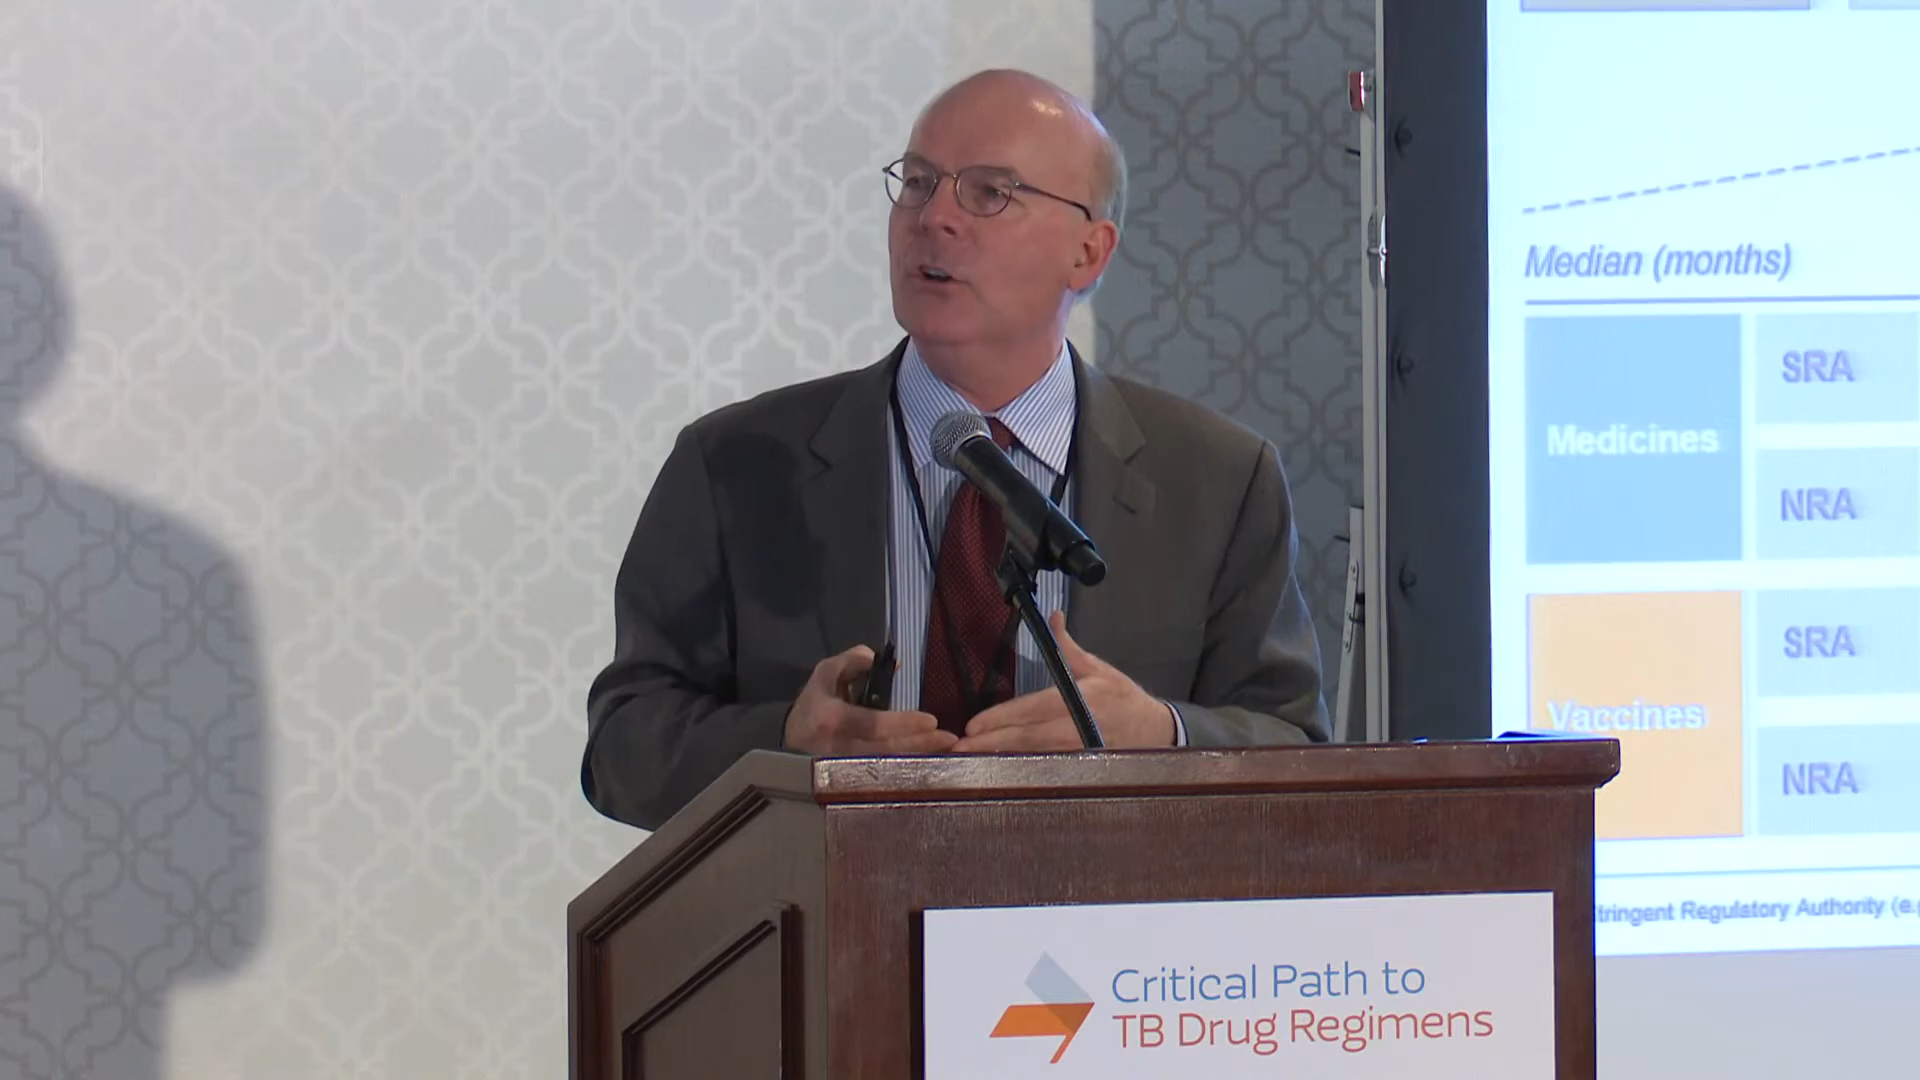 Median (months)
Medicines
SRA
NRA
Vaccines
SRA
NRA
tringent Regulatory Authority (e.g
Critical Path to
TB Drug Regimens